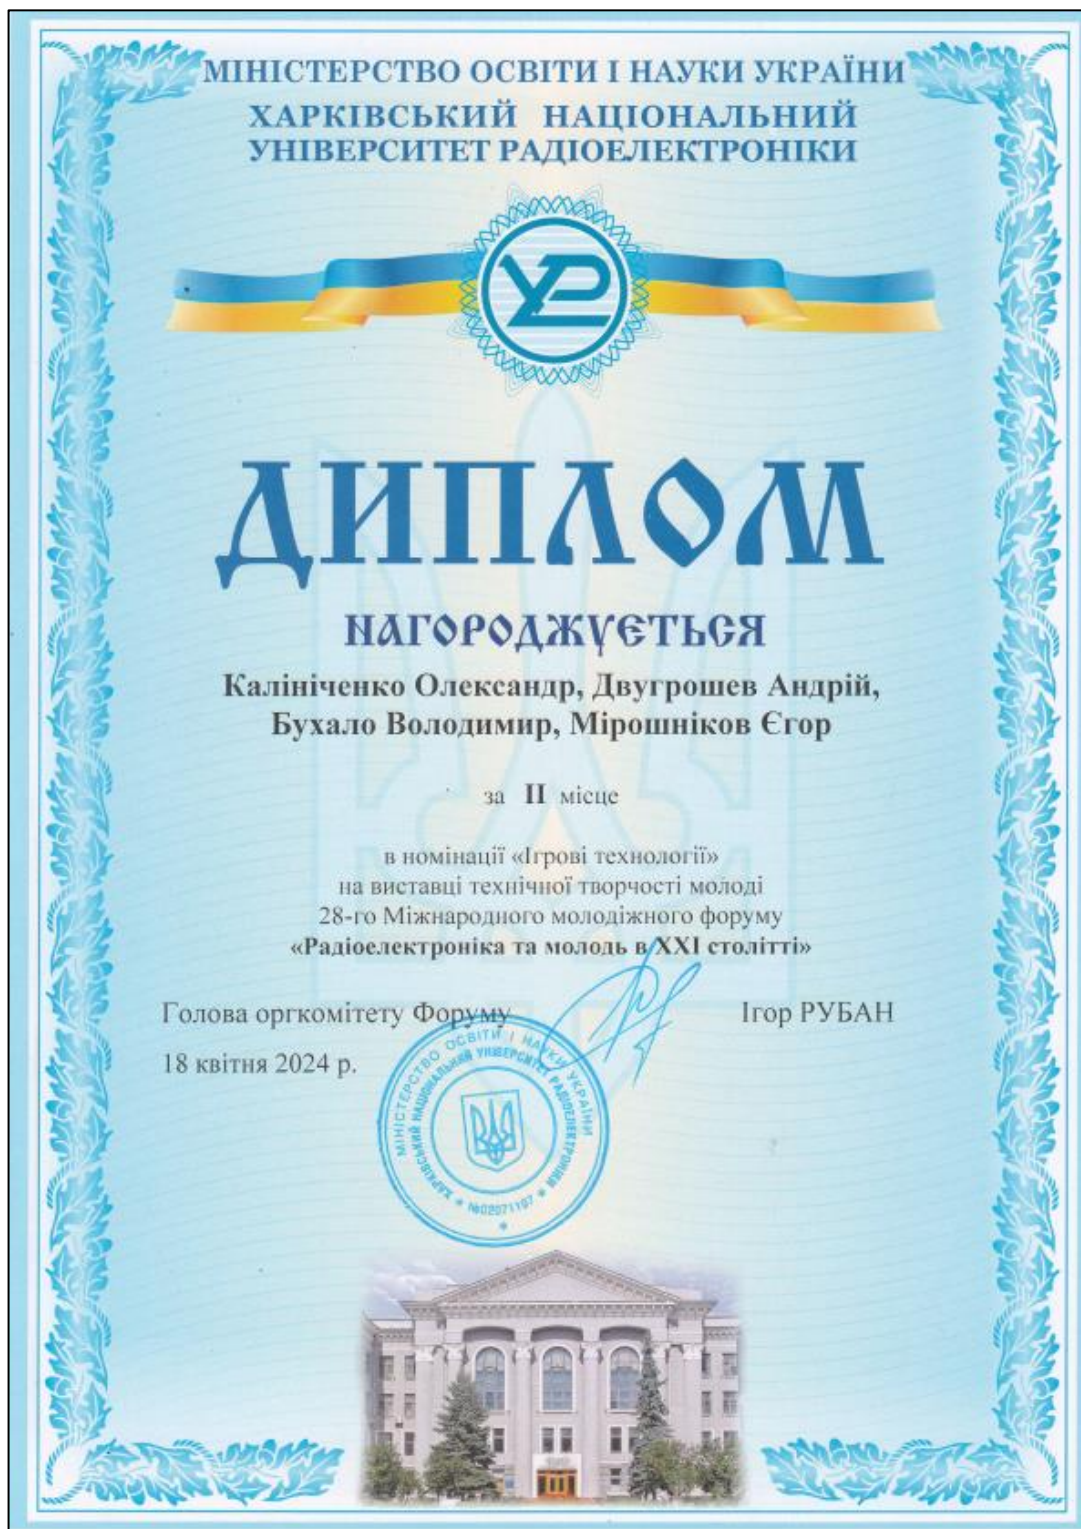 МІНІСТЕРСТВО ОСВІТИ І НАУКИ УКРАЇНИ
ХАРКІВСЬКИЙ НАЦІОНАЛЬНИЙ
УНІВЕРСИТЕТ РАДІОЕЛЕКТРОНІКИ
ДИПЛОМ
НАГОРОДЖУЄТЬСЯ
Калініченко Олександр, Двугрошев Андрій,
Бухало Володимир, Мірошніков Єгор
за II місце
в номінації «Ігрові технології»
на виставці технічної творчості молоді
28-го Міжнародного молодіжного форуму
«Радіоелектроніка та молодь в XXI столітті»
Голова оргкомітету Форуму Ігор РУБАН
18 квітня 2024 р.
МІНІСТЕРСТВО ОСВІТИ І НАУКИ УКРАЇНИ
ХАРКІВСЬКИЙ НАЦІОНАЛЬНИЙ УНІВЕРСИТЕТ РАДІОЕЛЕКТРОНІКИ
№02071197